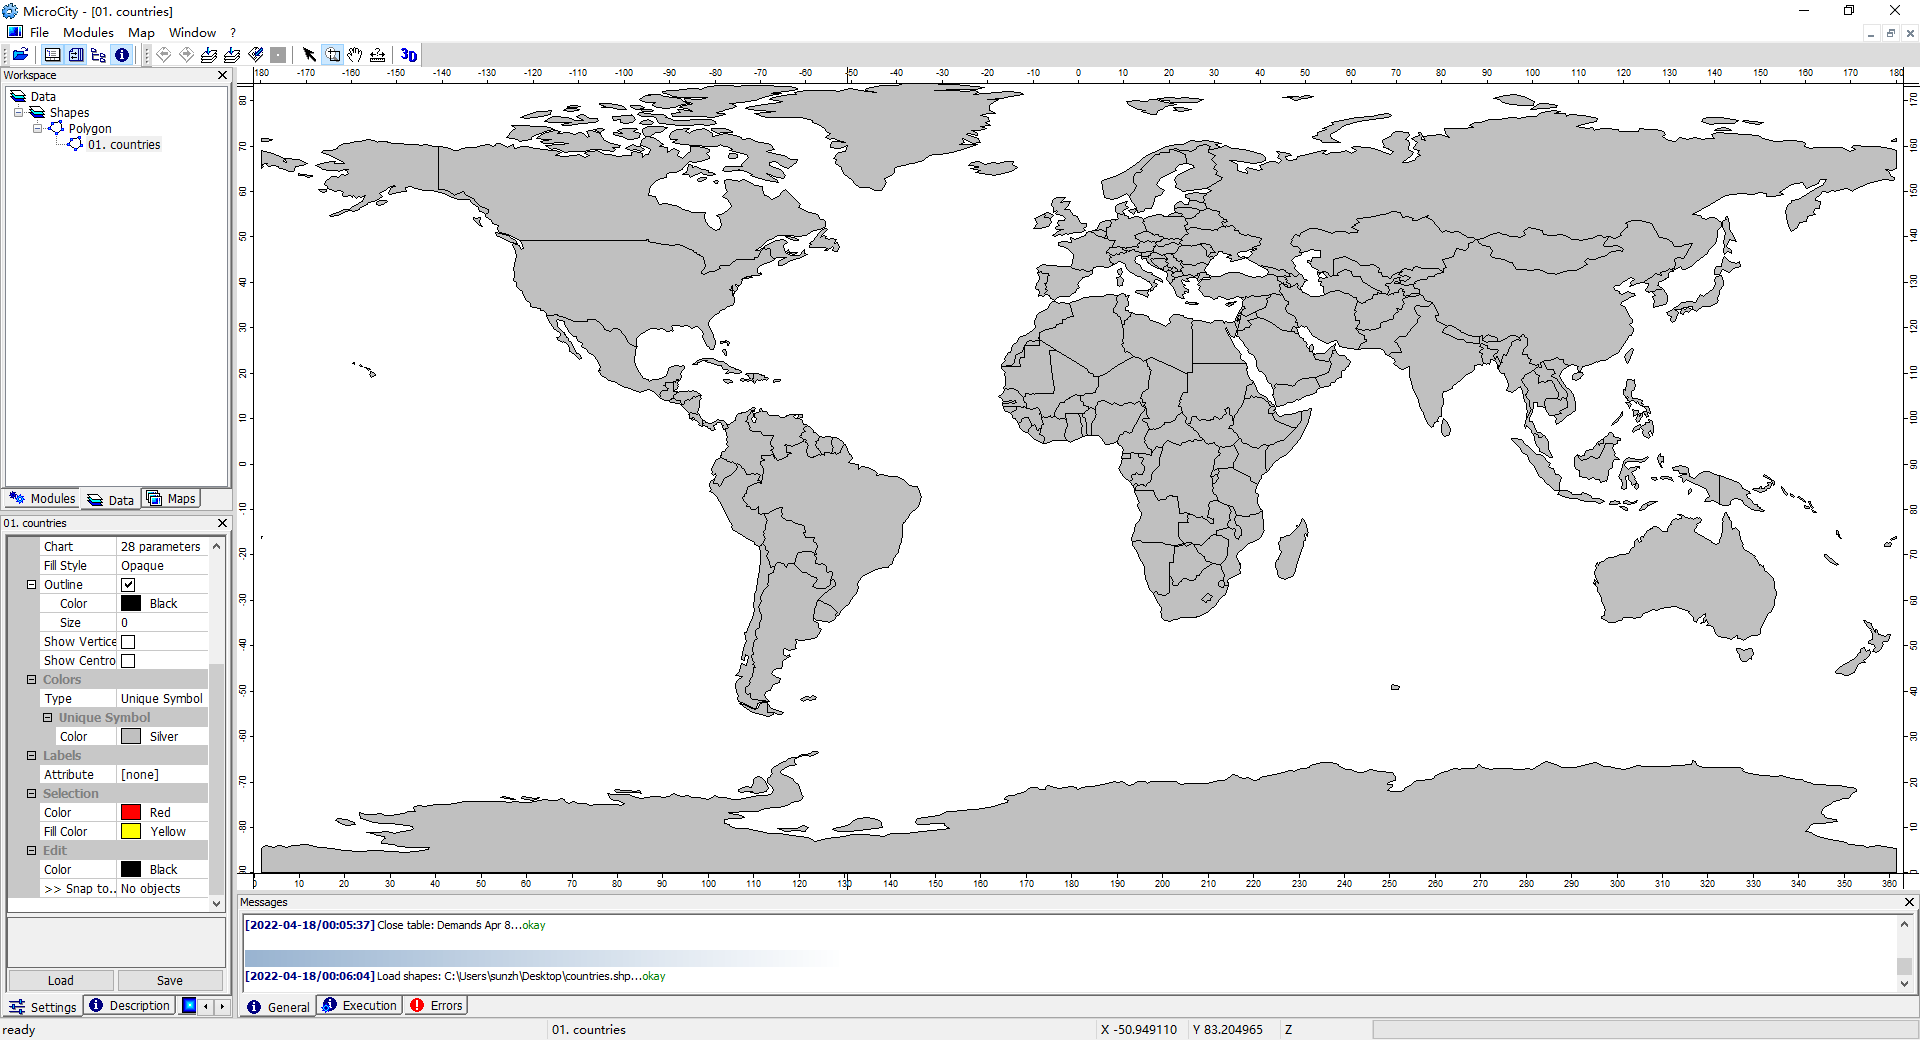 MicroCity - [01. countries]
File Modules Map Window ?
3D
Workspace
Data
Shapes
Polygon
01. countries
Modules Data Maps
01. countries
Chart 28 parameters
Fill Style Opaque
Outline
Color Black
Size 0
Show Vertice
Show Centro
Colors
Type Unique Symbol
Unique Symbol
Color Silver
Labels
Attribute [none]
Selection
Color Red
Fill Color Yellow
Edit
Color Black
>> Snap to.. No objects
Load Save
Settings Description
180 -170 -160 -150 -140 -130 -120 -110 -100 -90 -80 -70 -60 -50 -40 -30 -20 -10 0 10 20 30 40 50 60 70 80 90 100 110 120 130 140 150 160 170 180
80 70 60 50 40 30 20 10 0 -10 -20 -30 -40 -50 -60 -70 -80 90
170 160 150 140 130 120 110 100 90 80 70 60 50 40 30 20 10 0
0 10 20 30 40 50 60 70 80 90 100 110 120 130 140 150 160 170 180 190 200 210 220 230 240 250 260 270 280 290 300 310 320 330 340 350 360
Messages
[2022-04-18/00:05:37] Close table: Demands Apr 8...okay
[2022-04-18/00:06:04] Load shapes: C:\Users\sunzh\Desktop\countries.shp...okay
General Execution Errors
ready 01. countries X -50.949110 Y 83.204965 Z